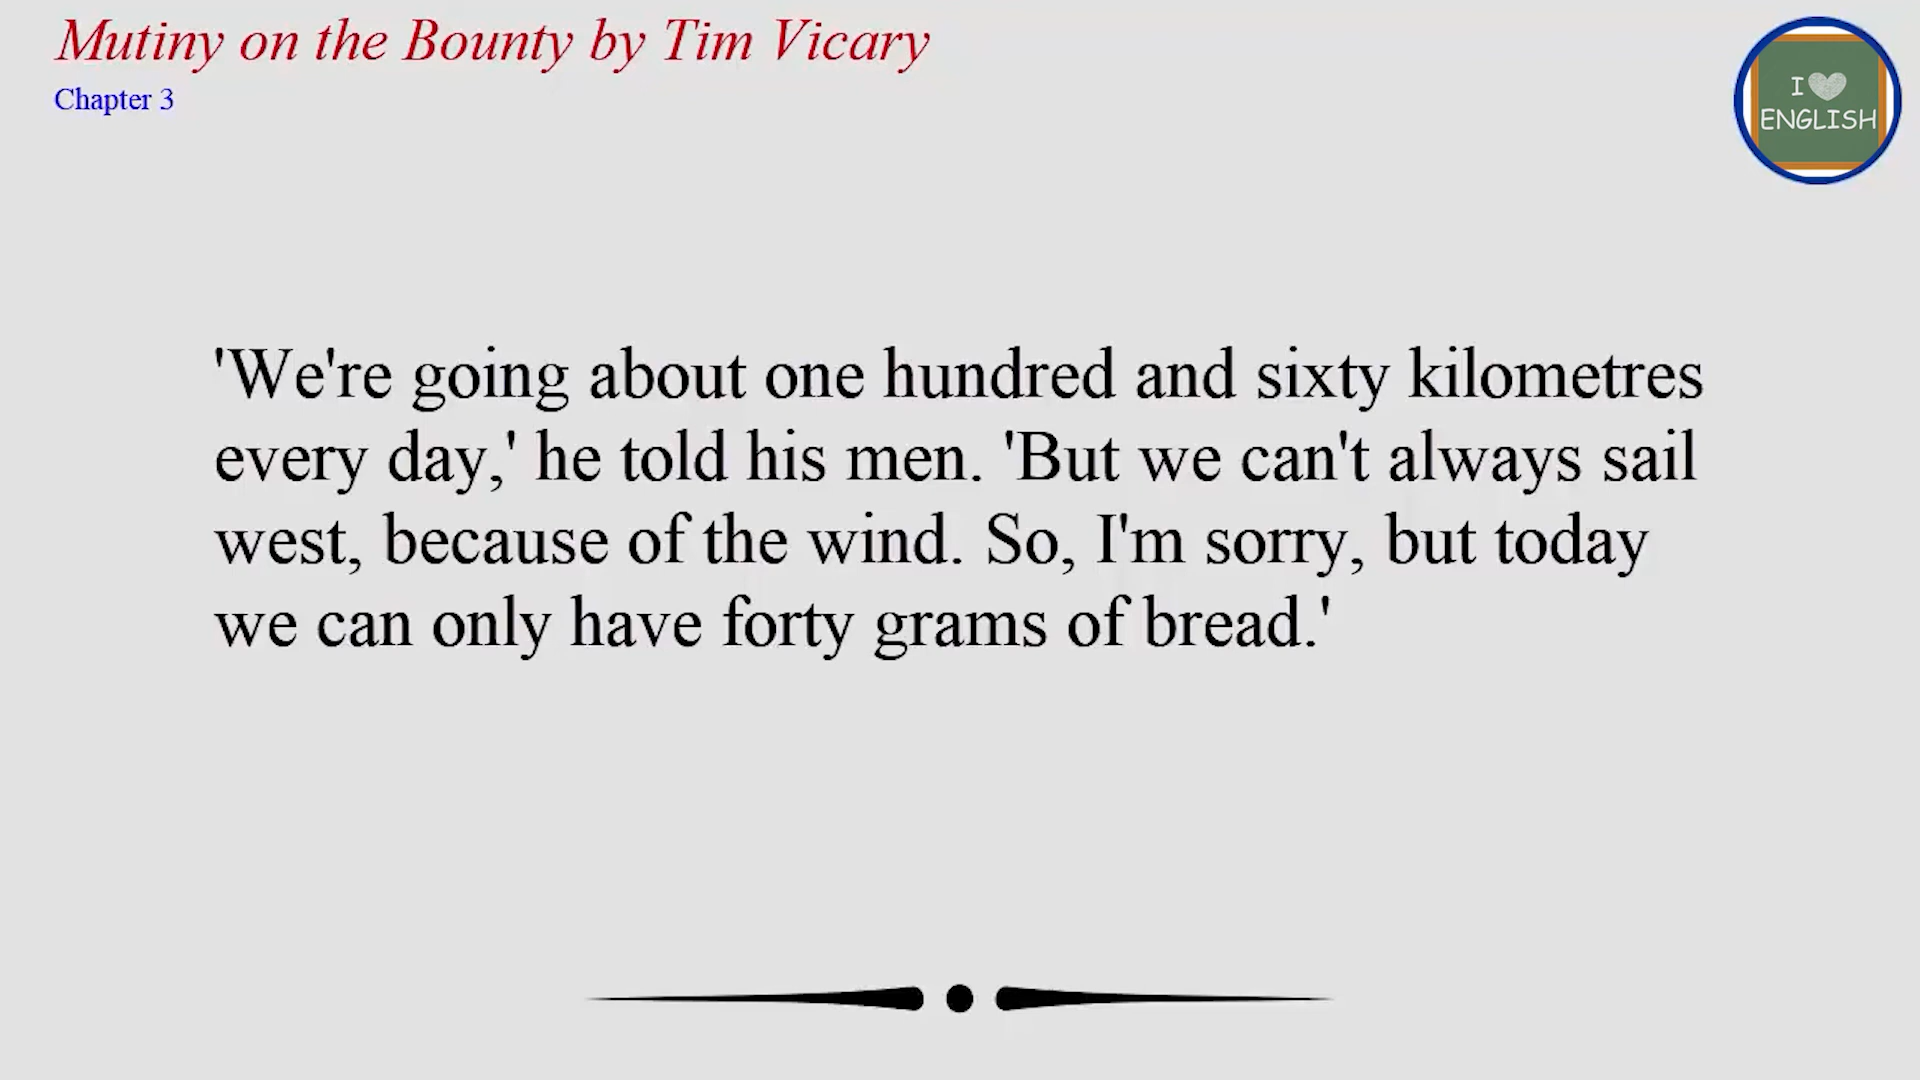 Mutiny on the Bounty by Tim Vicary
Chapter 3
I
ENGLISH
'We're going about one hundred and sixty kilometres
every day,' he told his men. 'But we can't always sail
west, because of the wind. So, I'm sorry, but today
we can only have forty grams of bread.'